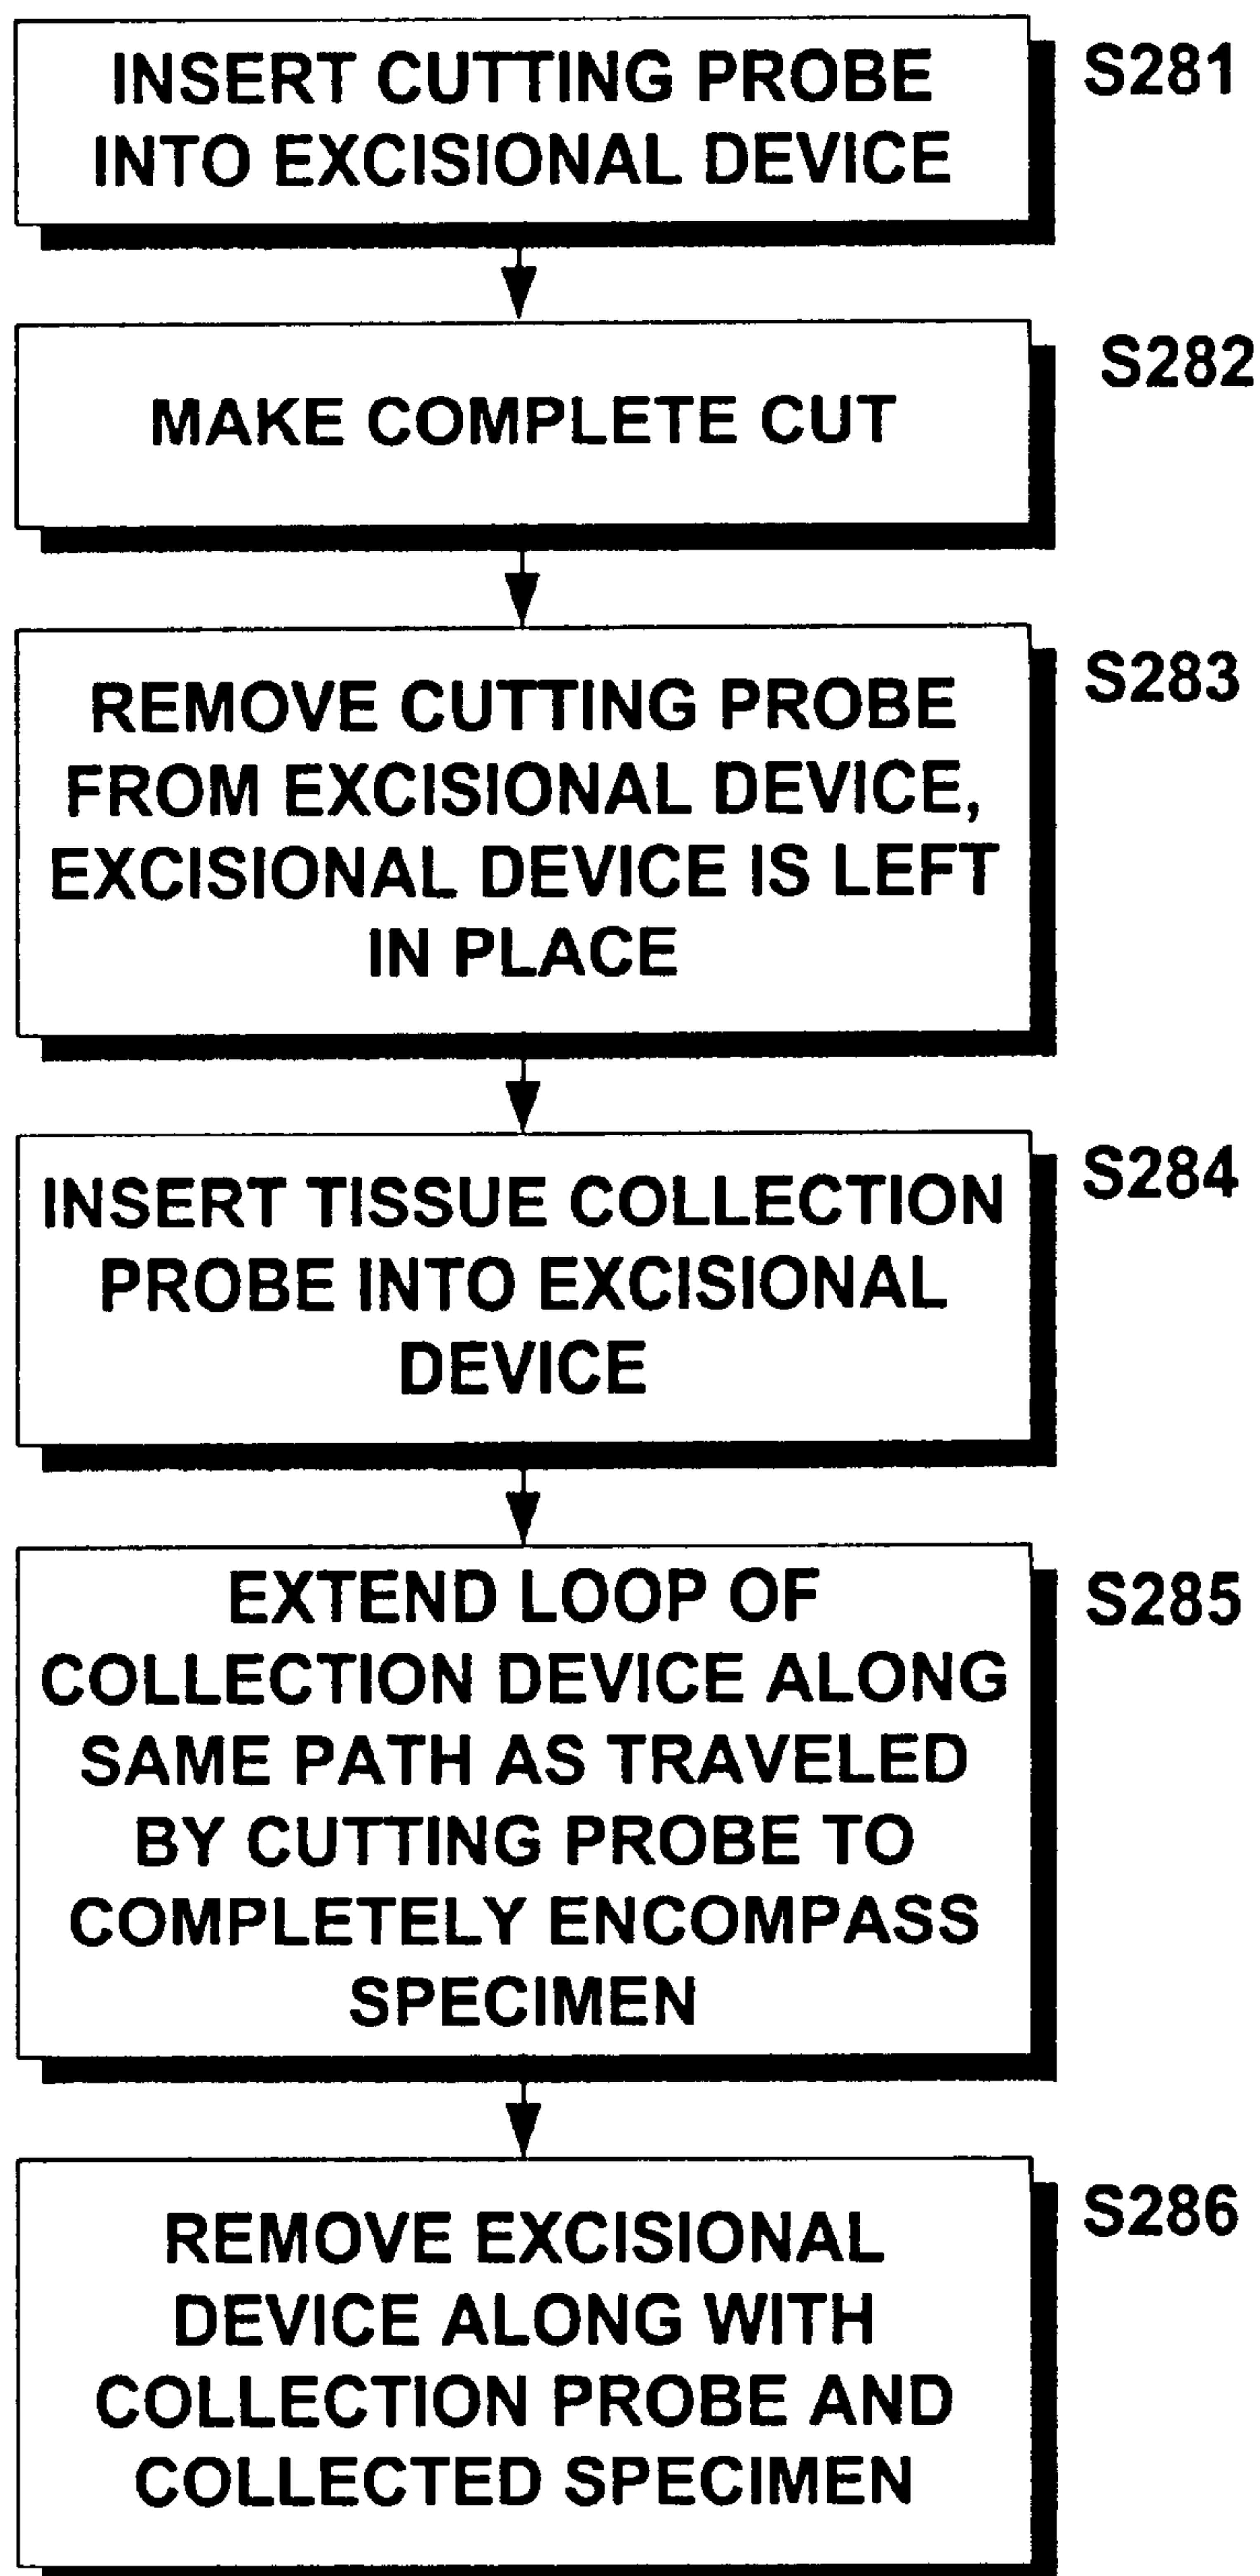 INSERT CUTTING PROBE
INTO EXCISIONAL DEVICE
S281
MAKE COMPLETE CUT
S282
REMOVE CUTTING PROBE
FROM EXCISIONAL DEVICE,
EXCISIONAL DEVICE IS LEFT
IN PLACE
S283
INSERT TISSUE COLLECTION
PROBE INTO EXCISIONAL
DEVICE
S284
EXTEND LOOP OF
COLLECTION DEVICE ALONG
SAME PATH AS TRAVELED
BY CUTTING PROBE TO
COMPLETELY ENCOMPASS
SPECIMEN
S285
REMOVE EXCISIONAL
DEVICE ALONG WITH
COLLECTION PROBE AND
COLLECTED SPECIMEN
S286